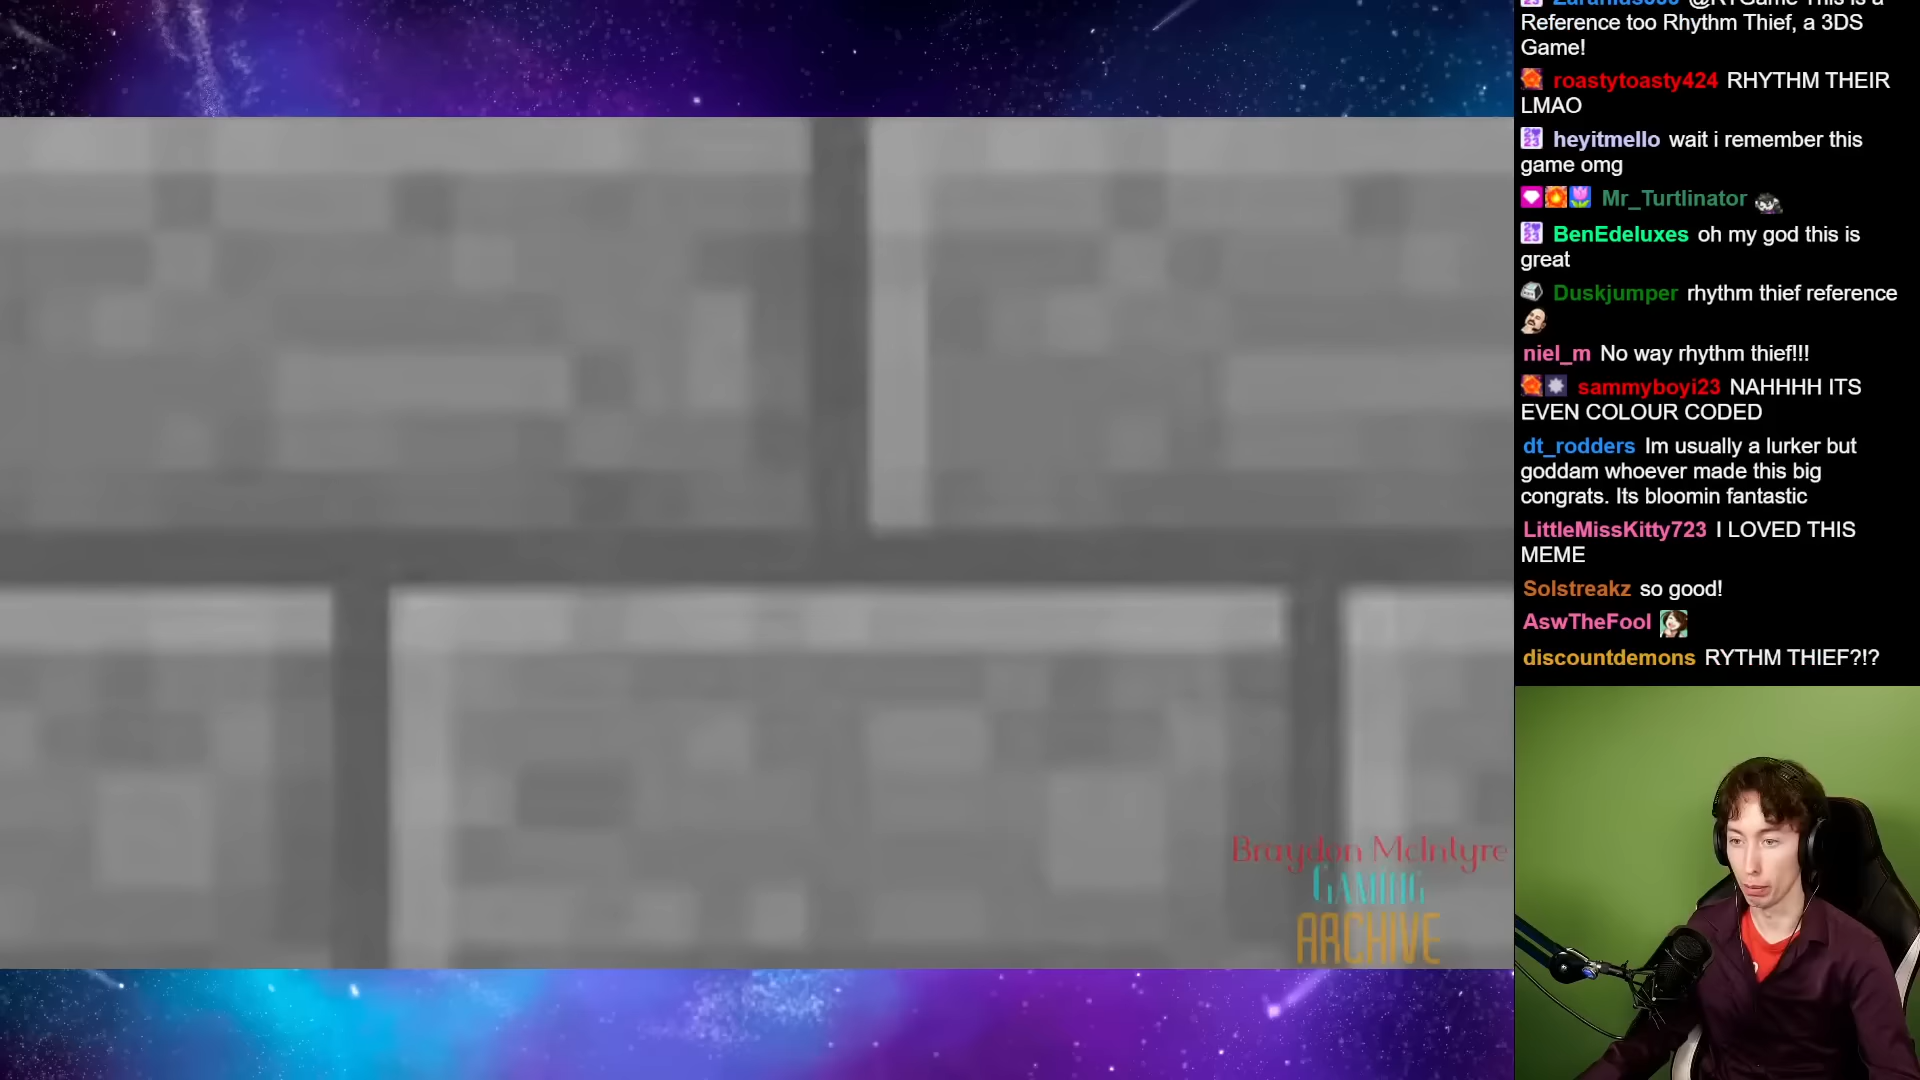 @RTGame This is a
Reference too Rhythm Thief, a 3DS
Game!
roastytoasty424 RHYTHM THEIR
LMAO
heyitmello wait i remember this
game omg
Mr_Turtlinator
BenEdeluxes oh my god this is
great
Duskjumper rhythm thief reference
niel_m No way rhythm thief!!!
sammyboyi23 NAHHHH ITS
EVEN COLOUR CODED
dt_rodders Im usually a lurker but
goddam whoever made this big
congrats. Its bloomin fantastic
LittleMissKitty723 I LOVED THIS
MEME
Solstreakz so good!
AswTheFool
discountdemons RYTHM THIEF?!?
Braydon McIntyre
GAMING
ARCHIVE